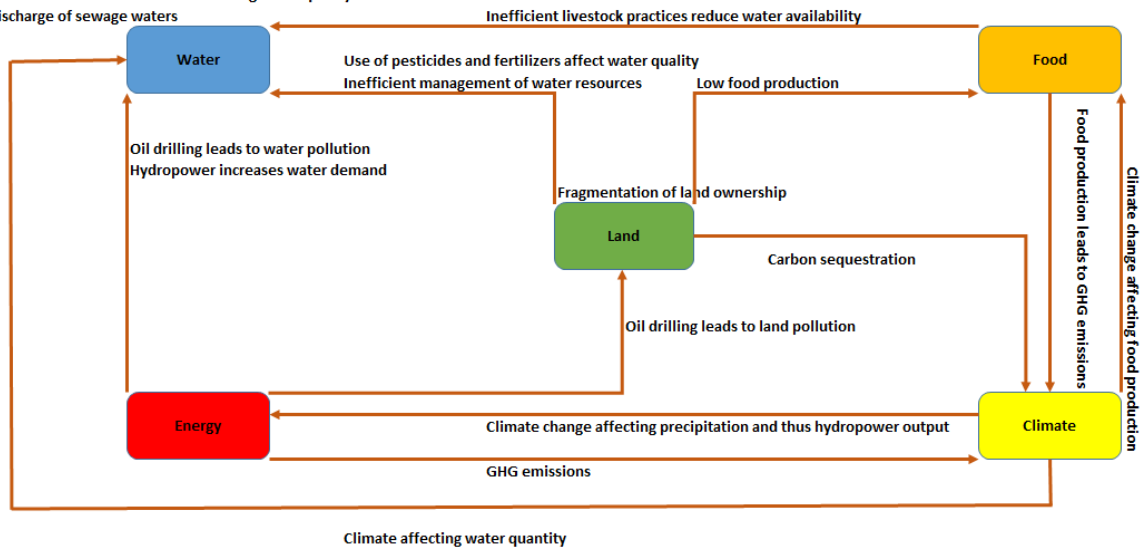 discharge of sewage waters
Inefficient livestock practices reduce water availability
Water
Food
Use of pesticides and fertilizers affect water quality
Inefficient management of water resources
Low food production
Oil drilling leads to water pollution
Hydropower increases water demand
Food production leads to GHG emissions
Climate change affecting food production
Fragmentation of land ownership
Land
Carbon sequestration
Oil drilling leads to land pollution
Energy
Climate change affecting precipitation and thus hydropower output
Climate
GHG emissions
Climate affecting water quantity